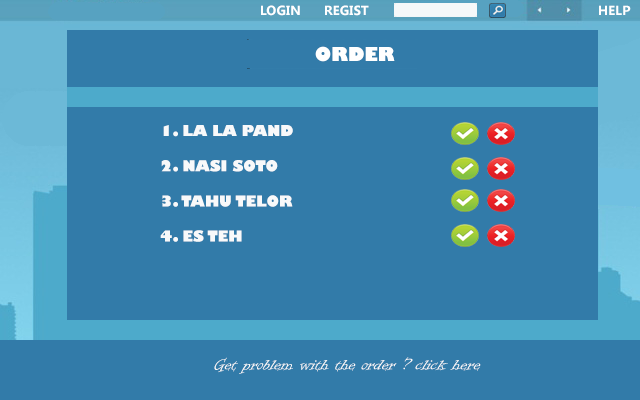 LOGIN REGIST HELP
ORDER
1. LA LA PAND
2. NASI SOTO
3. TAHU TELOR
4. ES TEH
Get problem with the order ? click here